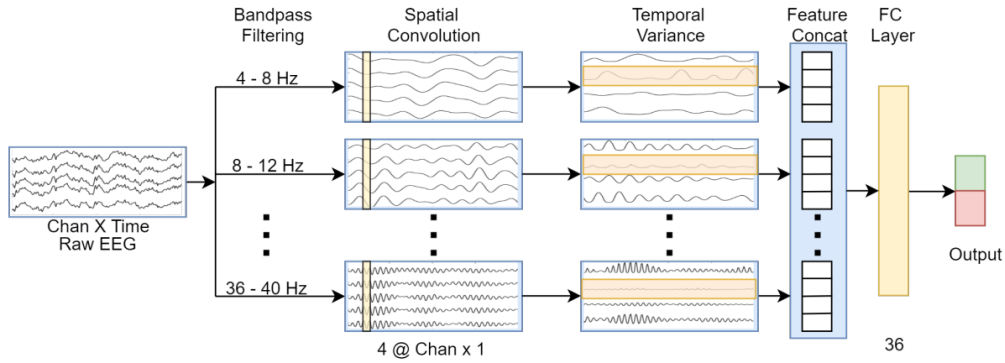 Bandpass
Filtering
Spatial
Convolution
Temporal
Variance
Feature
Concat
FC
Layer
4 - 8 Hz
8 - 12 Hz
36 - 40 Hz
Chan X Time
Raw EEG
Output
4 @ Chan x 1
36